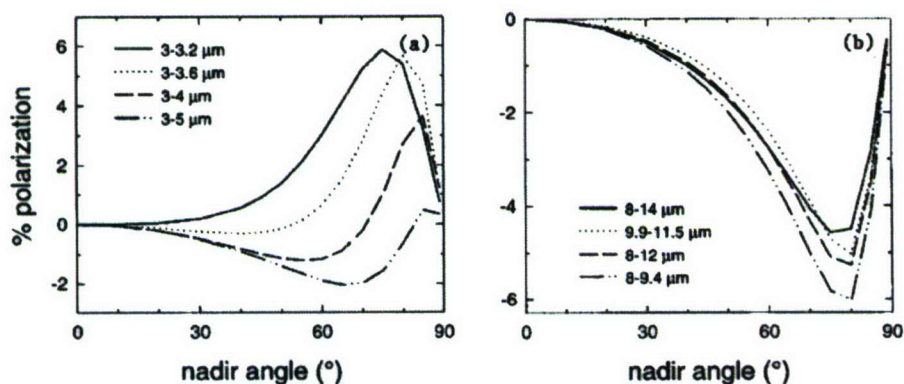 (a)
3-3.2 µm
3-3.6 µm
3-4 µm
3-5 µm
6
4
2
0
-2
% polarization
0 30 60 90
nadir angle (°)
(b)
0
-2
-4
-6
8-14 µm
9.9-11.5 µm
8-12 µm
8-9.4 µm
0 30 60 90
nadir angle (°)